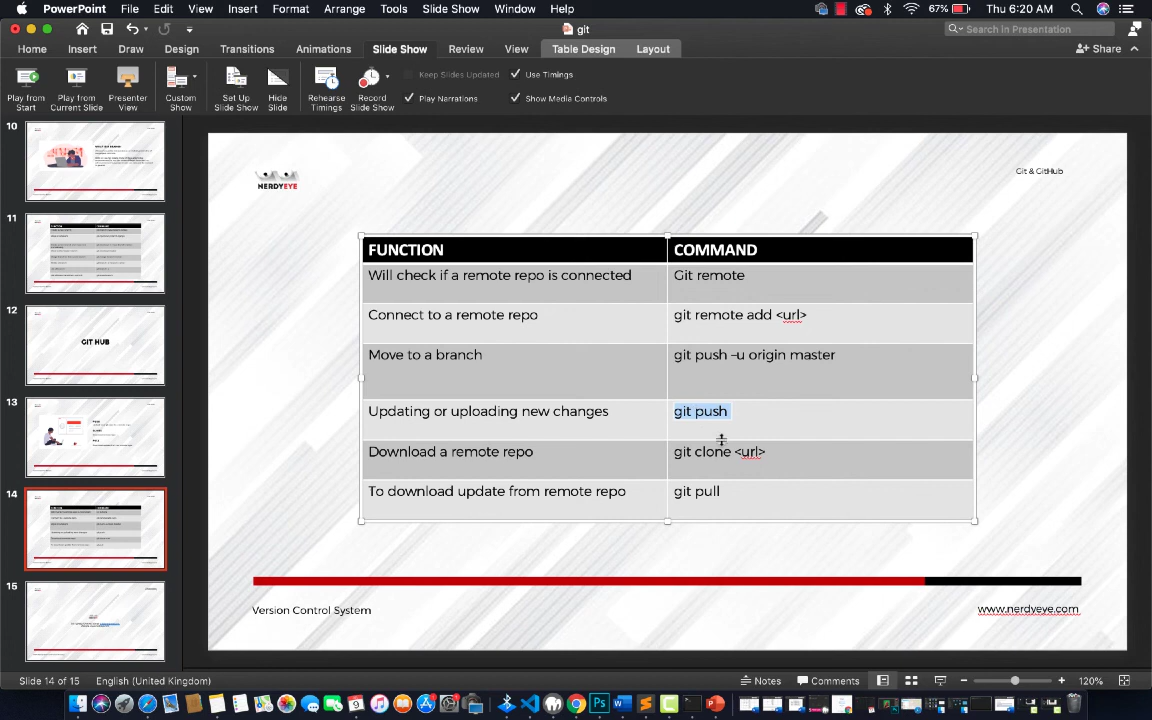 PowerPoint File Edit View Insert Format Arrange Tools Slide Show Window Help 67% Thu 6:20 AM
git
Search in Presentation
Home Insert Draw Design Transitions Animations Slide Show Review View Table Design Layout Share
Keep Slides Updated Use Timings
Play Narrations Show Media Controls
Play from Start
Play from Current Slide
Presenter View
Custom Show
Set Up Slide Show
Hide Slide
Rehearse Timings
Record Slide Show
10
11
12
GIT HUB
13
14
15
NERDYEYE
Git & GitHub
FUNCTION COMMAND
Will check if a remote repo is connected Git remote
Connect to a remote repo git remote add <url>
Move to a branch git push –u origin master
Updating or uploading new changes git push
Download a remote repo git clone <url>
To download update from remote repo git pull
Version Control System www.nerdyeye.com
Slide 14 of 15 English (United Kingdom) Notes Comments 120%